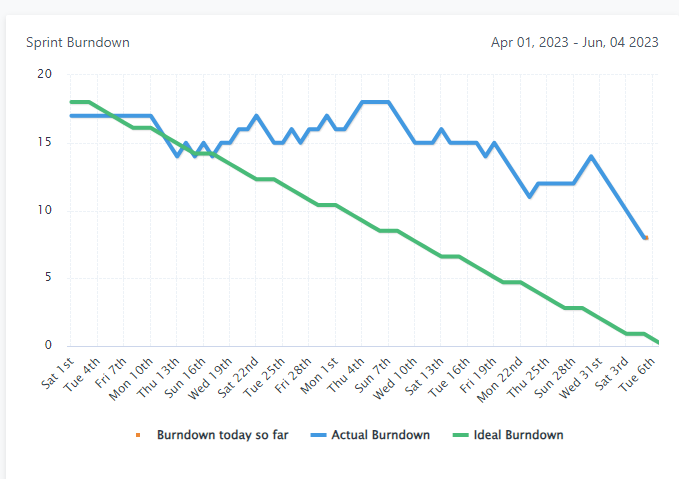 Sprint Burndown Apr 01, 2023 - Jun, 04 2023
20
15
10
5
0
Sat 1st Tue 4th Fri 7th Mon 10th Thu 13th Sun 16th Wed 19th Sat 22nd Tue 25th Fri 28th Mon 1st Thu 4th Sun 7th Wed 10th Sat 13th Tue 16th Fri 19th Mon 22nd Thu 25th Sun 28th Wed 31st Sat 3rd Tue 6th
Burndown today so far Actual Burndown Ideal Burndown